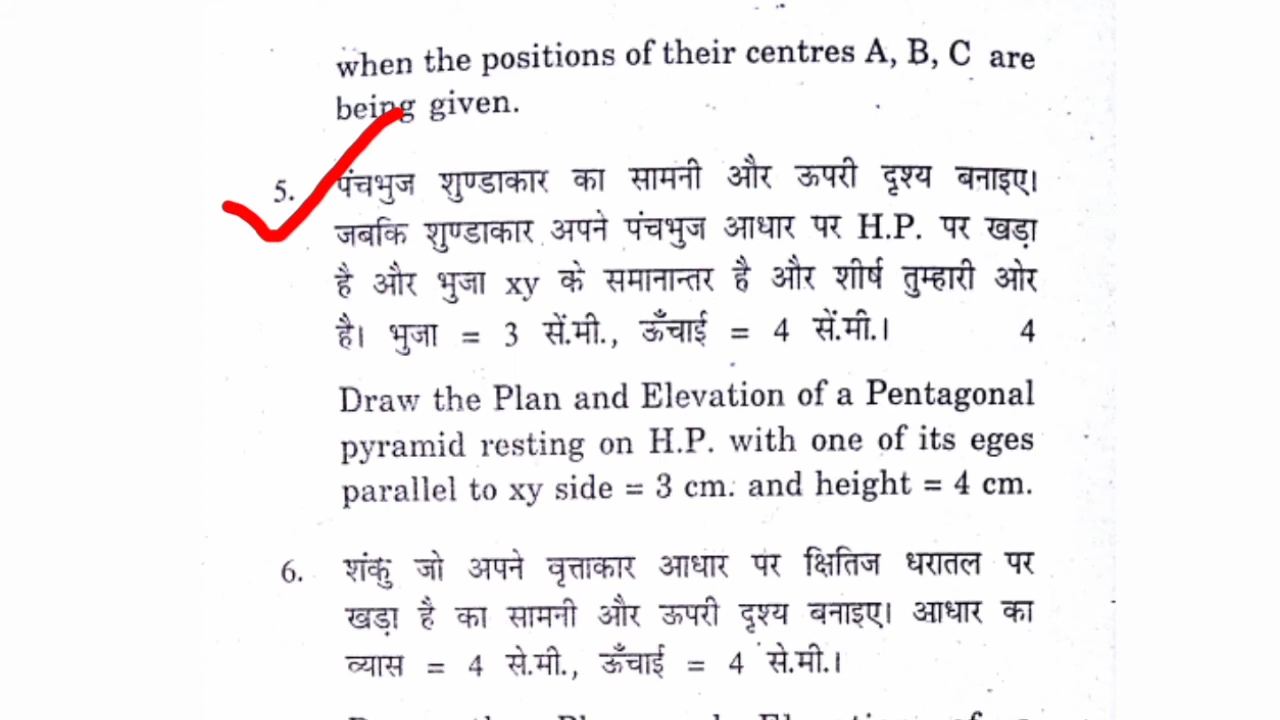 when the positions of their centres A, B, C are
being given.
5. पंचभुज शुण्डाकार का सामनी और ऊपरी दृश्य बनाइए।
जबकि शुण्डाकार अपने पंचभुज आधार पर H.P. पर खड़ा
है और भुजा xy के समानान्तर है और शीर्ष तुम्हारी ओर
है। भुजा = 3 सें.मी., ऊँचाई = 4 सें.मी.। 4
Draw the Plan and Elevation of a Pentagonal
pyramid resting on H.P. with one of its eges
parallel to xy side = 3 cm. and height = 4 cm.
6. शंकु जो अपने वृत्ताकार आधार पर क्षितिज धरातल पर
खड़ा है का सामनी और ऊपरी दृश्य बनाइए। आधार का
व्यास = 4 से.मी., ऊँचाई = 4 से.मी.।